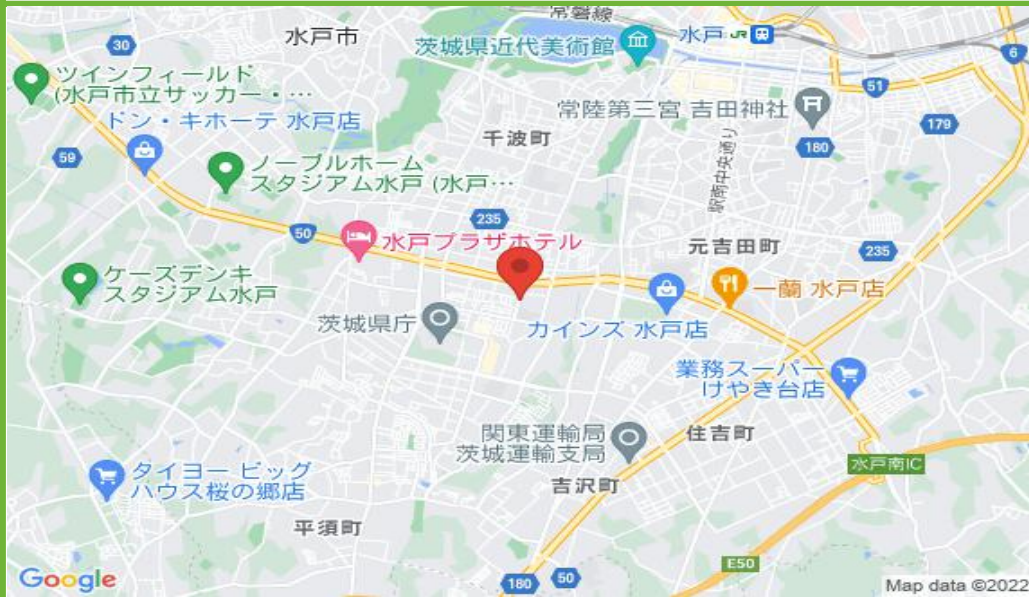 常磐線
30
水戸市
茨城県近代美術館
水戸 JR
6
ツインフィールド
(水戸市立サッカー・…
51
ドン・キホーテ 水戸店
常陸第三宮 吉田神社
179
千波町
59
180
ノーブルホーム
スタジアム水戸 (水戸…
駅南中央通り
235
50
水戸プラザホテル
元吉田町
235
ケーズデンキ
スタジアム水戸
一蘭 水戸店
茨城県庁
カインズ 水戸店
業務スーパー
けやき台店
関東運輸局
茨城運輸支局
住吉町
水戸南IC
タイヨー ビッグ
ハウス桜の郷店
吉沢町
平須町
E50
Google
180
50
Map data ©2022